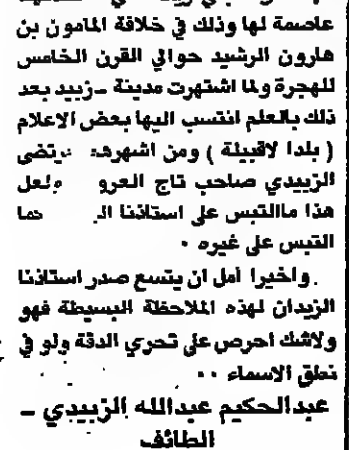 عاصمة لها وذلك في خلافة المامون بن
هارون الرشيد حوالي القرن الخامس
للهجرة ولما اشتهرت مدينة ـ زبيد بعد
ذلك بالعلم انتسب اليها بعض الاعلام
( بلدا لاقبيلة ) ومن اشهرهم
الزبيدي صاحب تاج ولعل
هذا ماالتبس على استاذنا
التبس على غيره ٠
واخيرا امل ان يتسع صدر استاذنا
الزيدان لهذه الملاحظة البسيطة فهو
ولاشك احرص على تحري الدقة ولو في
نطق الاسماء ٠٠
عبدالحكيم عبدالله الزبيدي ـ
الطائف